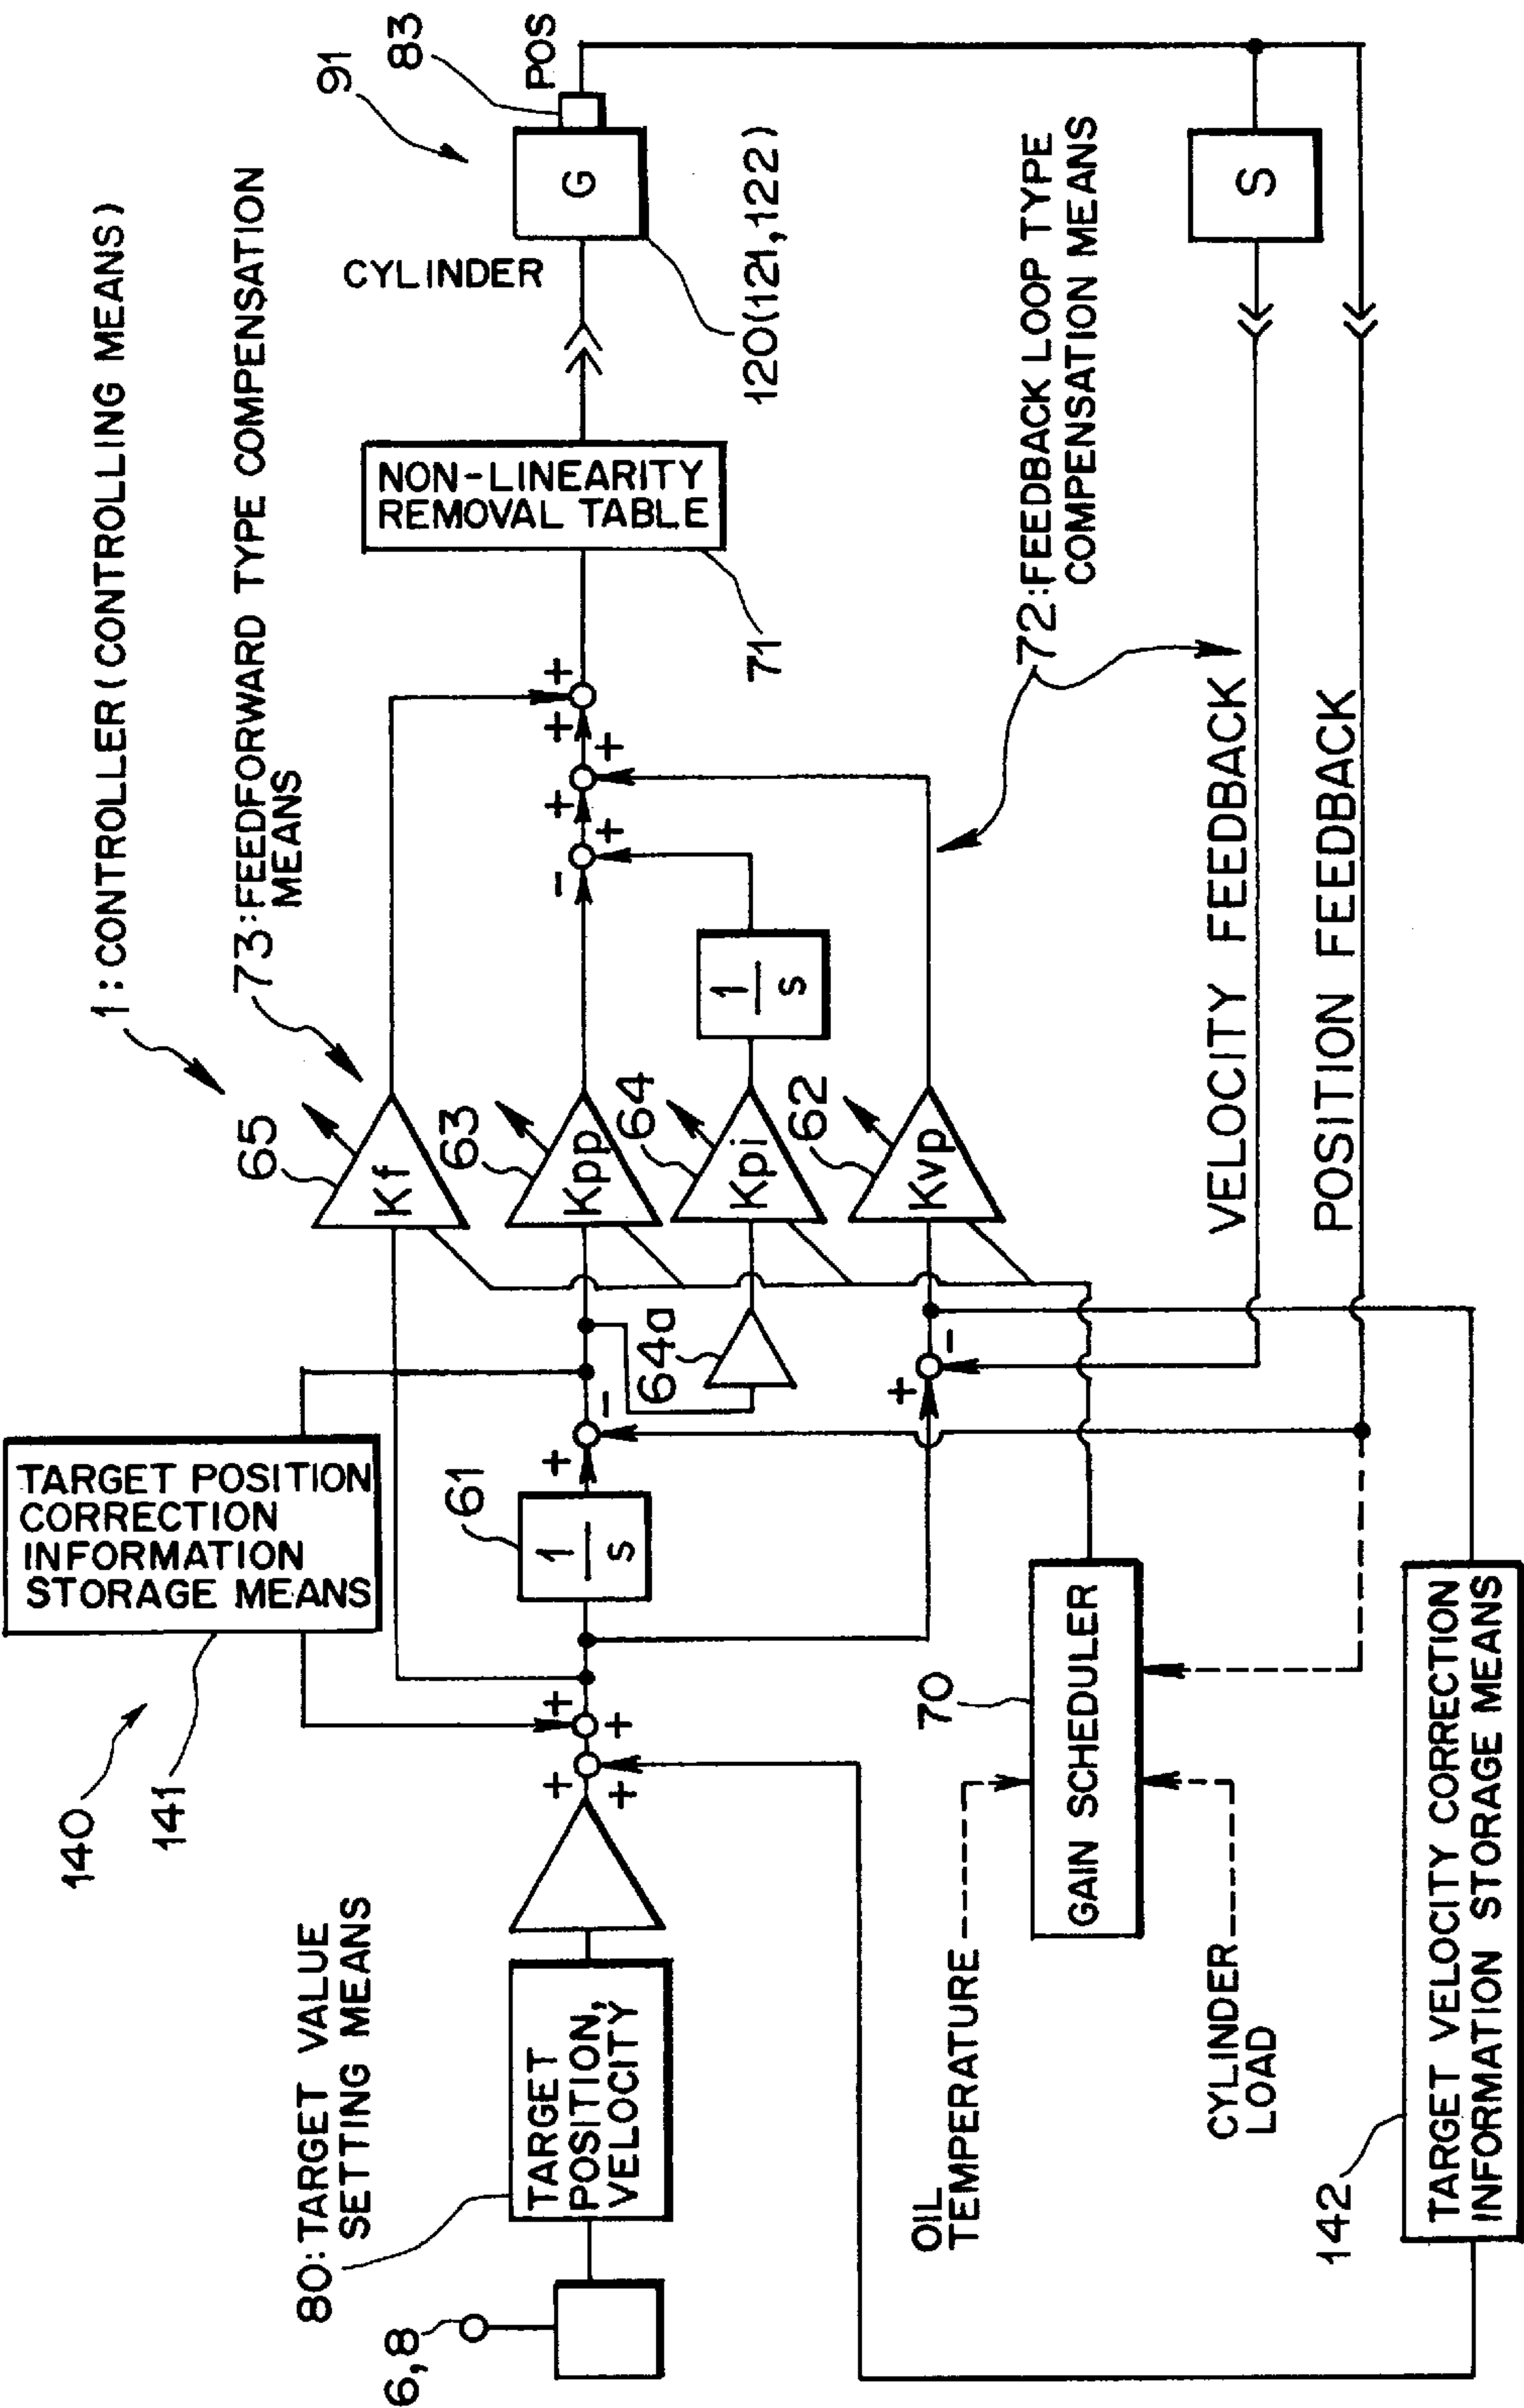 1: CONTROLLER(CONTROLLING MEANS)
73:FEEDFORWARD TYPE COMPENSATION
MEANS
140
141
TARGET POSITION
CORRECTION
INFORMATION
STORAGE MEANS
65
Kf
91
83
POS
CYLINDER
G
120(121,122)
80:TARGET VALUE
SETTING MEANS
6,8
TARGET
POSITION,
VELOCITY
+
+
+
+
61
1
s
+
-
63
Kpp
64a
64
Kpi
1
s
-
+
+
+
+
+
NON-LINEARITY
REMOVAL TABLE
71
62
Kvp
+
-
72:FEEDBACK LOOP TYPE
COMPENSATION MEANS
S
VELOCITY FEEDBACK
POSITION FEEDBACK
70
GAIN SCHEDULER
OIL
TEMPERATURE
CYLINDER
LOAD
142
TARGET VELOCITY CORRECTION
INFORMATION STORAGE MEANS